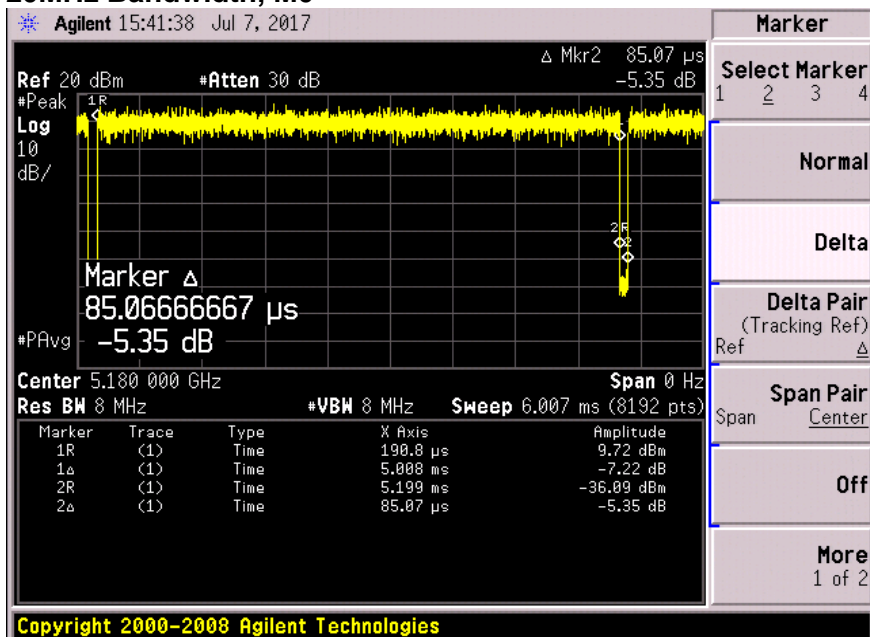 Agilent 15:41:38 Jul 7, 2017
Marker
Δ Mkr2 85.07 µs
Ref 20 dBm #Atten 30 dB -5.35 dB
Select Marker
1 2 3 4
#Peak
Log
10
dB/
1R
Normal
2R
2
Delta
Marker Δ
85.06666667 µs
-5.35 dB
#PAvg
Delta Pair
(Tracking Ref)
Ref Δ
Center 5.180 000 GHz Span 0 Hz
Res BW 8 MHz #VBW 8 MHz Sweep 6.007 ms (8192 pts)
Span Pair
Span Center
Marker Trace Type X Axis Amplitude
1R (1) Time 190.8 µs 9.72 dBm
1Δ (1) Time 5.008 ms -7.22 dB
2R (1) Time 5.199 ms -36.09 dBm
2Δ (1) Time 85.07 µs -5.35 dB
Off
More
1 of 2
Copyright 2000-2008 Agilent Technologies